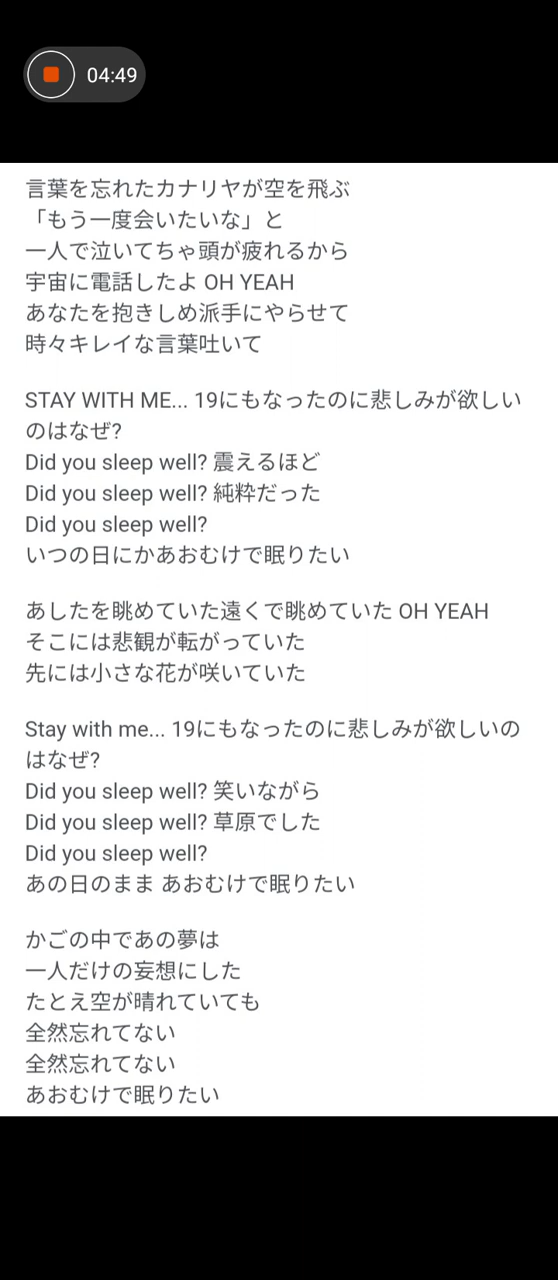 04:49
言葉を忘れたカナリヤが空を飛ぶ
「もう一度会いたいな」と
一人で泣いてちゃ頭が疲れるから
宇宙に電話したよ OH YEAH
あなたを抱きしめ派手にやらせて
時々キレイな言葉吐いて
STAY WITH ME... 19にもなったのに悲しみが欲しい
のはなぜ?
Did you sleep well? 震えるほど
Did you sleep well? 純粋だった
Did you sleep well?
いつの日にかあおむけで眠りたい
あしたを眺めていた遠くで眺めていた OH YEAH
そこには悲観が転がっていた
先には小さな花が咲いていた
Stay with me... 19にもなったのに悲しみが欲しいの
はなぜ?
Did you sleep well? 笑いながら
Did you sleep well? 草原でした
Did you sleep well?
あの日のまま あおむけで眠りたい
かごの中であの夢は
一人だけの妄想にした
たとえ空が晴れていても
全然忘れてない
全然忘れてない
あおむけで眠りたい